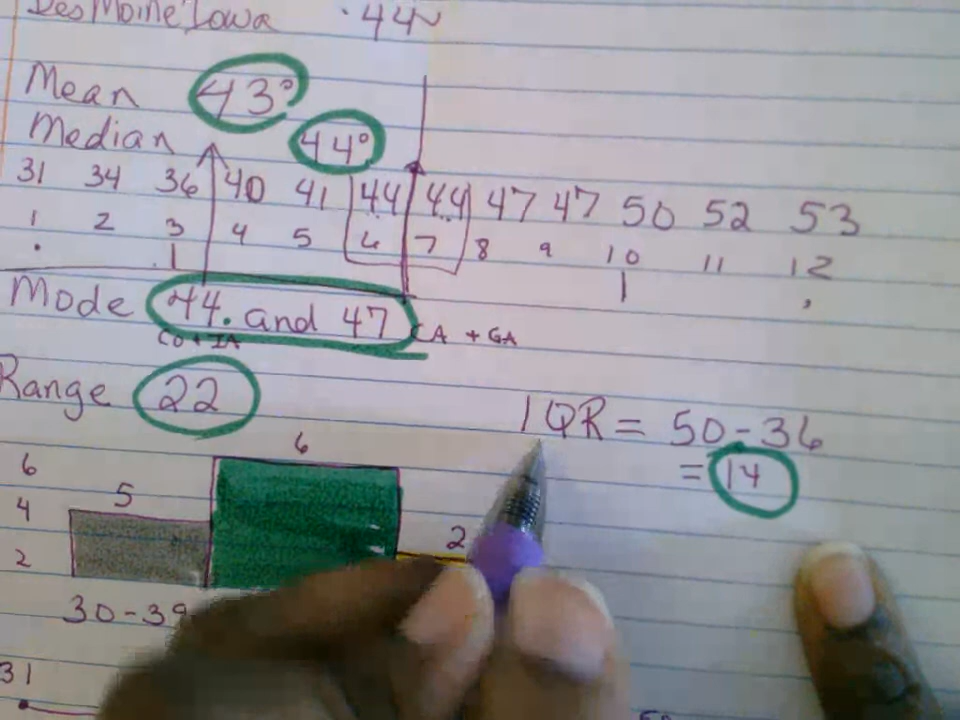 Des Moine Iowa . 44
Mean 43°
Median 44°
31 34 36 40 41 44 44 47 47 50 52 53
1 2 3 4 5 6 7 8 9 10 11 12
Mode 44. and 47
CO + IA CA + GA
Range 22
IQR = 50-36
= 14
6
6
5
4
2
2
30-39
31